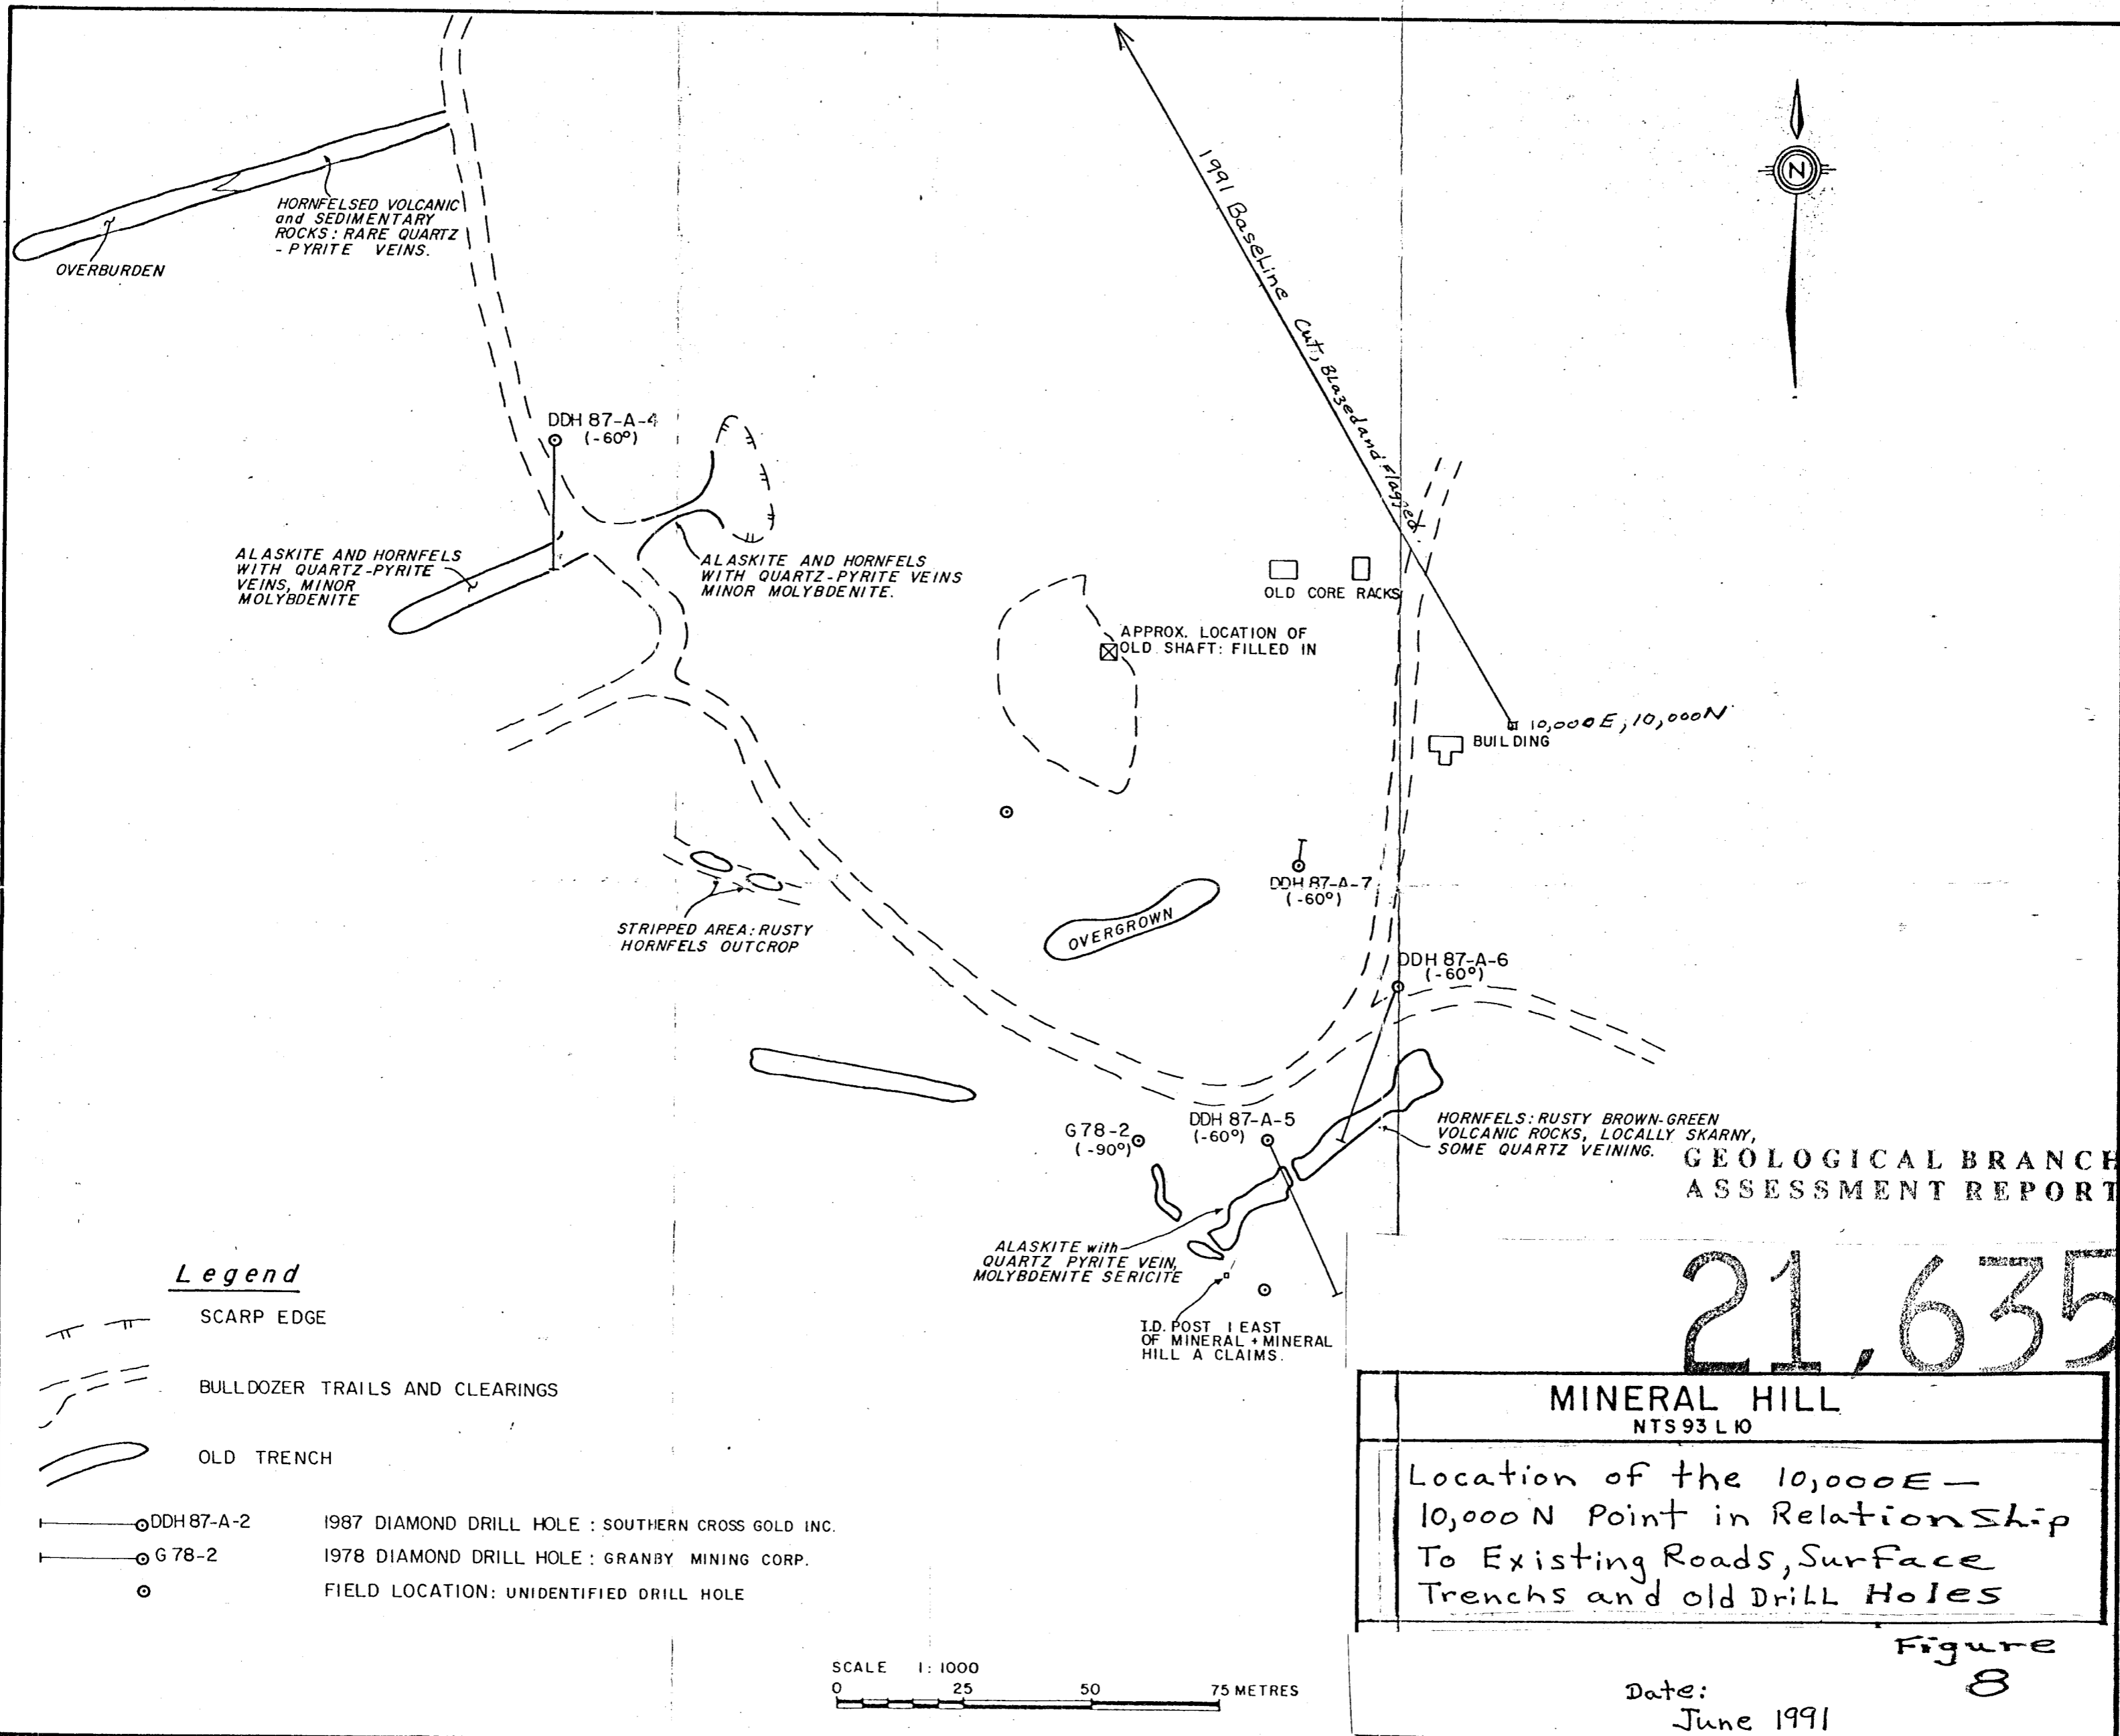 1991 Baseline Cut, Blazed and Flagged.
N
HORNFELSED VOLCANIC
and SEDIMENTARY
ROCKS: RARE QUARTZ
- PYRITE VEINS.
OVERBURDEN
DDH 87-A-4
(-60°)
ALASKITE AND HORNFELS
WITH QUARTZ-PYRITE
VEINS, MINOR
MOLYBDENITE
ALASKITE AND HORNFELS
WITH QUARTZ-PYRITE VEINS
MINOR MOLYBDENITE.
OLD CORE RACKS
APPROX. LOCATION OF
OLD SHAFT: FILLED IN
10,000E, 10,000N
BUILDING
DDH 87-A-7
(-60°)
OVERGROWN
STRIPPED AREA: RUSTY
HORNFELS OUTCROP
DDH 87-A-6
(-60°)
G 78-2
(-90°)
DDH 87-A-5
(-60°)
HORNFELS: RUSTY BROWN-GREEN
VOLCANIC ROCKS, LOCALLY SKARNY,
SOME QUARTZ VEINING.
GEOLOGICAL BRANCH
ASSESSMENT REPORT
21,635
ALASKITE with
QUARTZ PYRITE VEIN,
MOLYBDENITE SERICITE
I.D. POST 1 EAST
OF MINERAL + MINERAL
HILL A CLAIMS.
Legend
SCARP EDGE
BULLDOZER TRAILS AND CLEARINGS
OLD TRENCH
DDH 87-A-2 1987 DIAMOND DRILL HOLE : SOUTHERN CROSS GOLD INC.
G 78-2 1978 DIAMOND DRILL HOLE : GRANBY MINING CORP.
FIELD LOCATION: UNIDENTIFIED DRILL HOLE
MINERAL HILL
NTS 93 L 10
Location of the 10,000E —
10,000 N Point in RelationShip
To Existing Roads, Surface
Trenchs and old Drill Holes
Figure
8
Date:
June 1991
SCALE 1: 1000
0 25 50 75 METRES